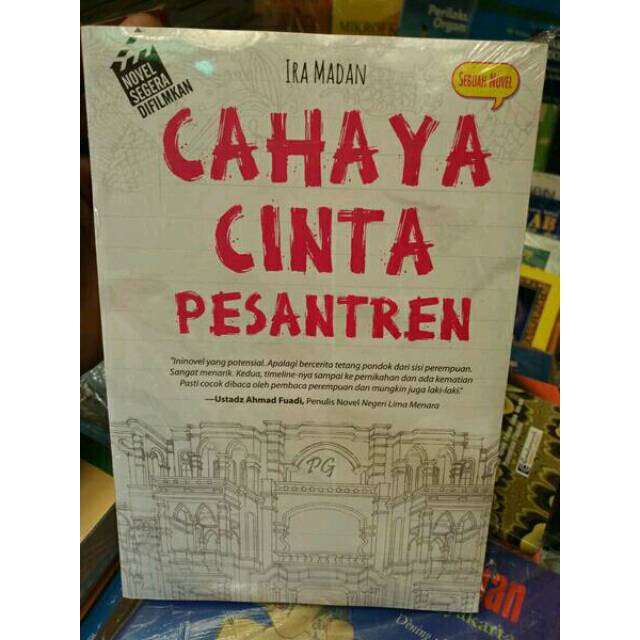 NOVEL
SEGERA
DIFILMKAN
IRA MADAN
SEBUAH NOVEL
CAHAYA
CINTA
PESANTREN
"Ininovel yang potensial. Apalagi bercerita tetang pondok dari sisi perempuan.
Sangat menarik. Kedua, timeline-nya sampai ke pernikahan dan ada kematian
Pasti cocok dibaca oleh pembaca perempuan dan mungkin juga laki-laki."
—Ustadz Ahmad Fuadi, Penulis Novel Negeri Lima Menara
PG